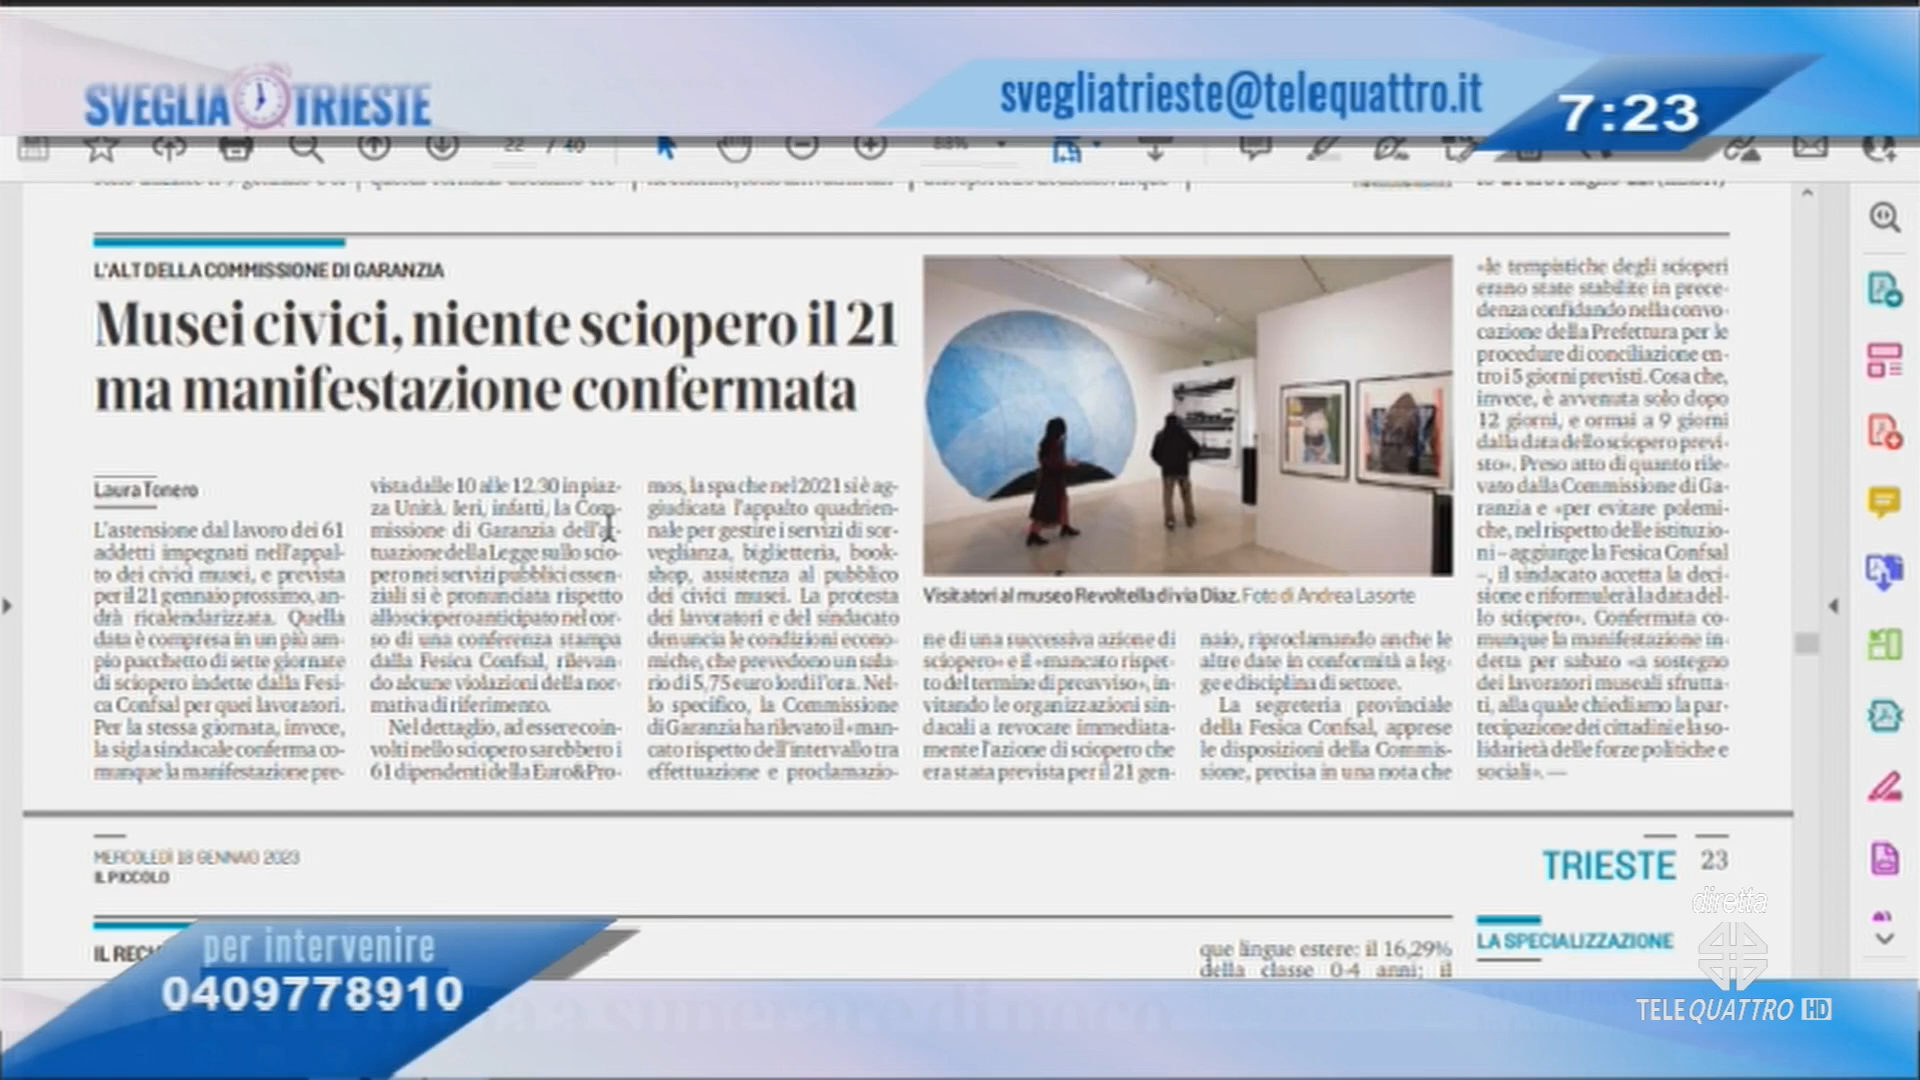 SVEGLIA TRIESTE
svegliatrieste@telequattro.it
7:23
22 / 40
88%
L'ALT DELLA COMMISSIONE DI GARANZIA
Musei civici, niente sciopero il 21
ma manifestazione confermata
Laura Tonero
L'astensione dal lavoro dei 61
addetti impegnati nell'appal-
to dei civici musei, e prevista
per il 21 gennaio prossimo, an-
drà ricalendarizzata. Quella
data è compresa in un più am-
pio pacchetto di sette giornate
di sciopero indette dalla Fesi-
ca Confsal per quei lavoratori.
Per la stessa giornata, invece,
la sigla sindacale conferma co-
munque la manifestazione pre-
vista dalle 10 alle 12.30 in piaz-
za Unità. Ieri, infatti, la Com-
missione di Garanzia dell'at-
tuazione della Legge sullo scio-
pero nei servizi pubblici essen-
ziali si è pronunciata rispetto
allo sciopero anticipato nel cor-
so di una conferenza stampa
dalla Fesica Confsal, rilevan-
do alcune violazioni della nor-
mativa di riferimento.
Nel dettaglio, ad essere coin-
volti nello sciopero sarebbero i
61 dipendenti della Euro&Pro-
mos, la spa che nel 2021 si è ag-
giudicata l'appalto quadrien-
nale per gestire i servizi di sor-
veglianza, biglietteria, book-
shop, assistenza al pubblico
dei civici musei. La protesta
dei lavoratori e del sindacato
denuncia le condizioni econo-
miche, che prevedono un sala-
rio di 5,75 euro lordi l'ora. Nel-
lo specifico, la Commissione
di Garanzia ha rilevato il «man-
cato rispetto dell'intervallo tra
effettuazione e proclamazio-
Visitatori al museo Revoltella di via Diaz. Foto di Andrea Lasorte
ne di una successiva azione di
sciopero» e il «mancato rispet-
to del termine di preavviso», in-
vitando le organizzazioni sin-
dacali a revocare immediata-
mente l'azione di sciopero che
era stata prevista per il 21 gen-
naio, riproclamando anche le
altre date in conformità a leg-
ge e disciplina di settore.
La segreteria provinciale
della Fesica Confsal, apprese
le disposizioni della Commis-
sione, precisa in una nota che
«le tempistiche degli scioperi
erano state stabilite in prece-
denza confidando nella convo-
cazione della Prefettura per le
procedure di conciliazione en-
tro i 5 giorni previsti. Cosa che,
invece, è avvenuta solo dopo
12 giorni, e ormai a 9 giorni
dalla data dello sciopero previ-
sto». Preso atto di quanto rile-
vato dalla Commissione di Ga-
ranzia e «per evitare polemi-
che, nel rispetto delle istituzio-
ni – aggiunge la Fesica Confsal
–, il sindacato accetta la deci-
sione e riformulerà la data del-
lo sciopero». Confermata co-
munque la manifestazione in-
detta per sabato «a sostegno
dei lavoratori museali sfrutta-
ti, alla quale chiediamo la par-
tecipazione dei cittadini e la so-
lidarietà delle forze politiche e
sociali». —
MERCOLEDÌ 18 GENNAIO 2023
IL PICCOLO
TRIESTE 23
IL
que lingue estere: il 16,29%
della classe 0-4 anni; il
LA SPECIALIZZAZIONE
a superare di poco
per intervenire
0409778910
diretta
TELEQUATTRO HD